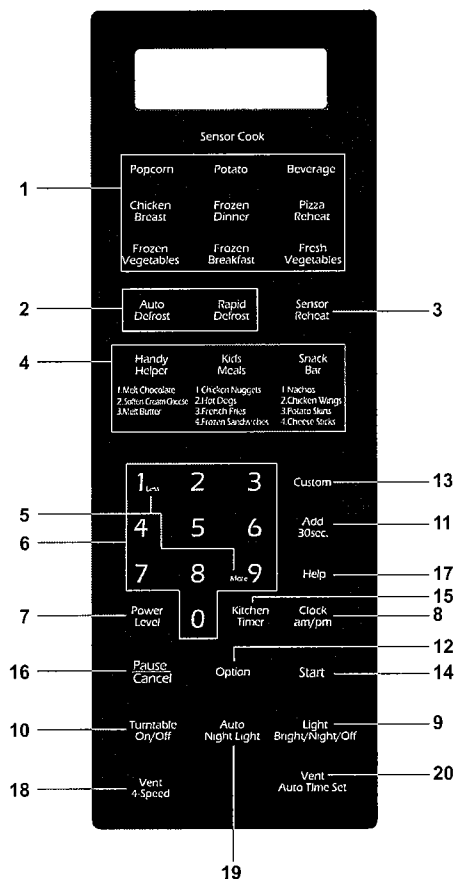 Sensor Cook
Popcorn Potato Beverage
1
Chicken Breast Frozen Dinner Pizza Reheat
Frozen Vegetables Frozen Breakfast Fresh Vegetables
2
Auto Defrost Rapid Defrost Sensor Reheat
3
4
Handy Helper Kids Meals Snack Bar
1.Melt Chocolate 1.Chicken Nuggets 1.Nachos
2.Soften Cream Cheese 2.Hot Dogs 2.Chicken Wings
3.Melt Butter 3.French Fries 3.Potato Skins
4.Frozen Sandwiches 4.Cheese Sticks
1 Less 2 3 Custom 13
5
6
4 5 6 Add 30sec. 11
7 8 More 9 Help 17
15
7 Power Level 0 Kitchen Timer Clock am/pm 8
12
16 Pause Cancel Option Start 14
10 Turntable On/Off Auto Night Light Light Bright/Night/Off 9
18 Vent 4-Speed Vent Auto Time Set 20
19